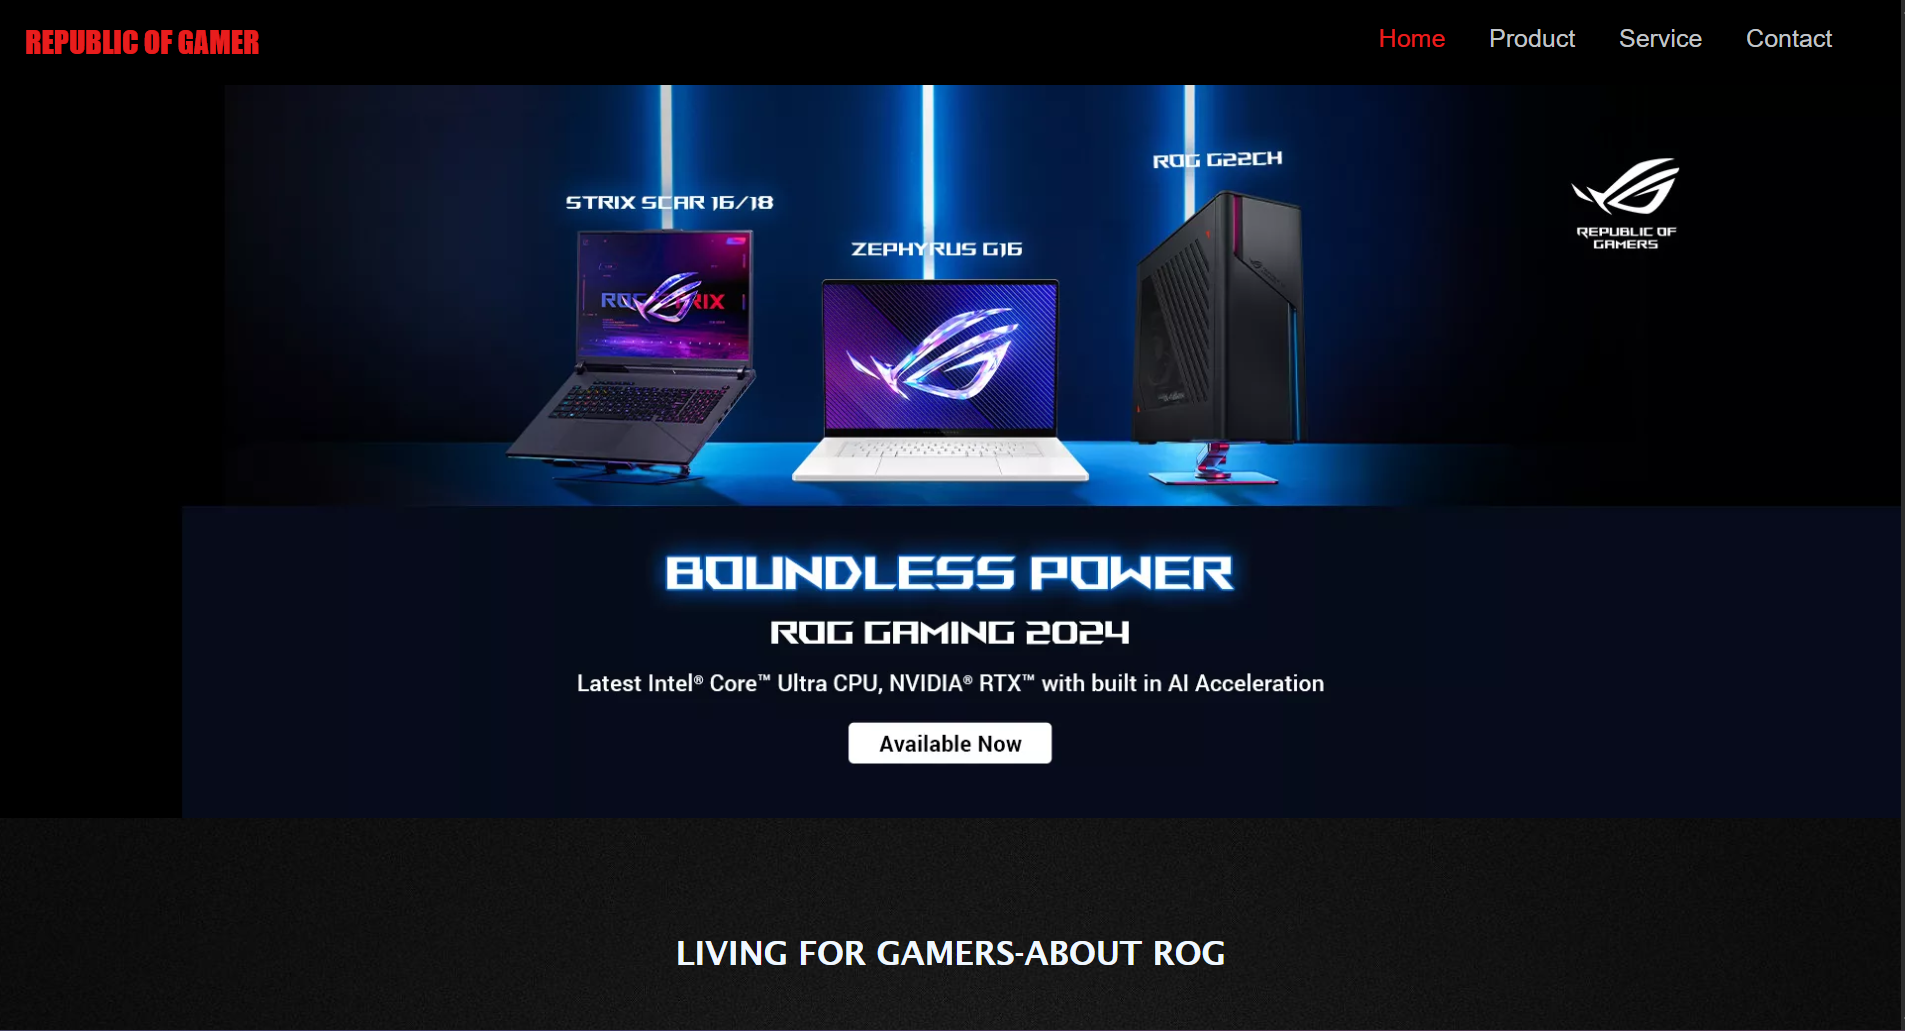 REPUBLIC OF GAMER
Home Product Service Contact
ROG G22CH
STRIX SCAR 16/18
ZEPHYRUS G16
REPUBLIC OF
GAMERS
BOUNDLESS POWER
ROG GAMING 2024
Latest Intel® Core™ Ultra CPU, NVIDIA® RTX™ with built in AI Acceleration
Available Now
LIVING FOR GAMERS-ABOUT ROG